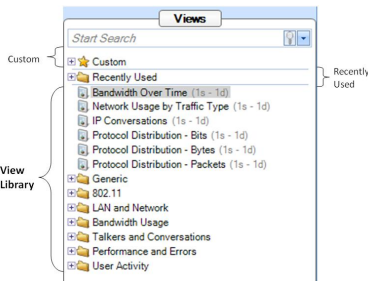 Views
Start Search
Custom
Custom
Recently Used
Recently
Used
Bandwidth Over Time (1s - 1d)
Network Usage by Traffic Type (1s - 1d)
IP Conversations (1s - 1d)
Protocol Distribution - Bits (1s - 1d)
Protocol Distribution - Bytes (1s - 1d)
Protocol Distribution - Packets (1s - 1d)
View
Library
Generic
802.11
LAN and Network
Bandwidth Usage
Talkers and Conversations
Performance and Errors
User Activity